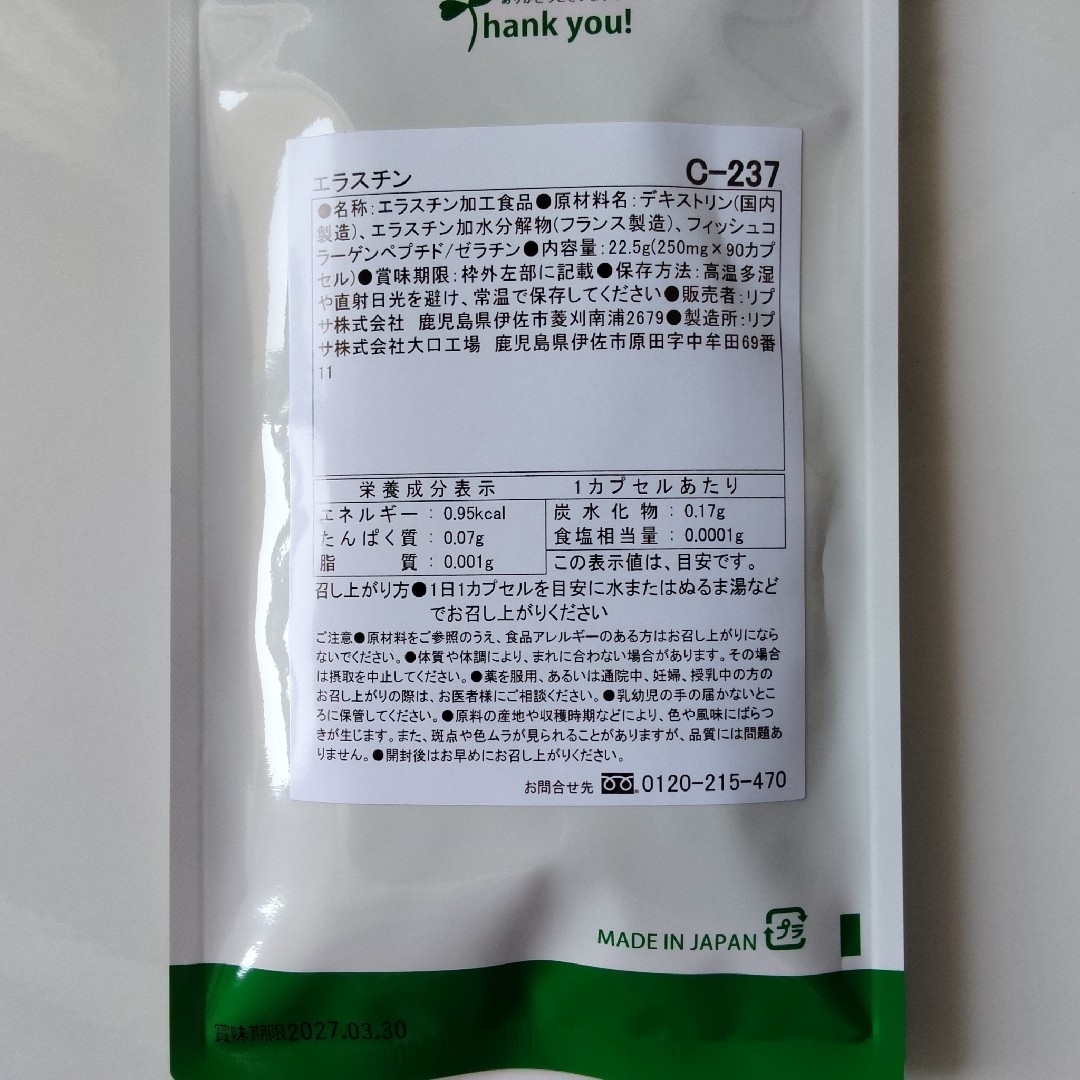 Thank you!
エラスチン C-237
●名称:エラスチン加工食品●原材料名:デキストリン(国内
製造)、エラスチン加水分解物(フランス製造)、フィッシュコ
ラーゲンペプチド/ゼラチン●内容量:22.5g(250mg×90カプ
セル)●賞味期限:枠外左部に記載●保存方法:高温多湿
や直射日光を避け、常温で保存してください●販売者:リプ
サ株式会社 鹿児島県伊佐市菱刈南浦2679●製造所:リプ
サ株式会社大口工場 鹿児島県伊佐市原田字中牟田69番
11
栄養成分表示 1カプセルあたり
エネルギー : 0.95kcal 炭水化物 : 0.17g
たんぱく質 : 0.07g 食塩相当量 : 0.0001g
脂質 : 0.001g この表示値は、目安です。
召し上がり方●1日1カプセルを目安に水またはぬるま湯など
でお召し上がりください
ご注意●原材料をご参照のうえ、食品アレルギーのある方はお召し上がりになら
ないでください。●体質や体調により、まれに合わない場合があります。その場合
は摂取を中止してください。●薬を服用、あるいは通院中、妊婦、授乳中の方の
お召し上がりの際は、お医者様にご相談ください。●乳幼児の手の届かないとこ
ろに保管してください。●原料の産地や収穫時期などにより、色や風味にばらつ
きが生じます。また、斑点や色ムラが見られることがありますが、品質には問題あ
りません。●開封後はお早めにお召し上がりください。
お問合せ先 0120-215-470
MADE IN JAPAN プラ
賞味期限2027.03.30